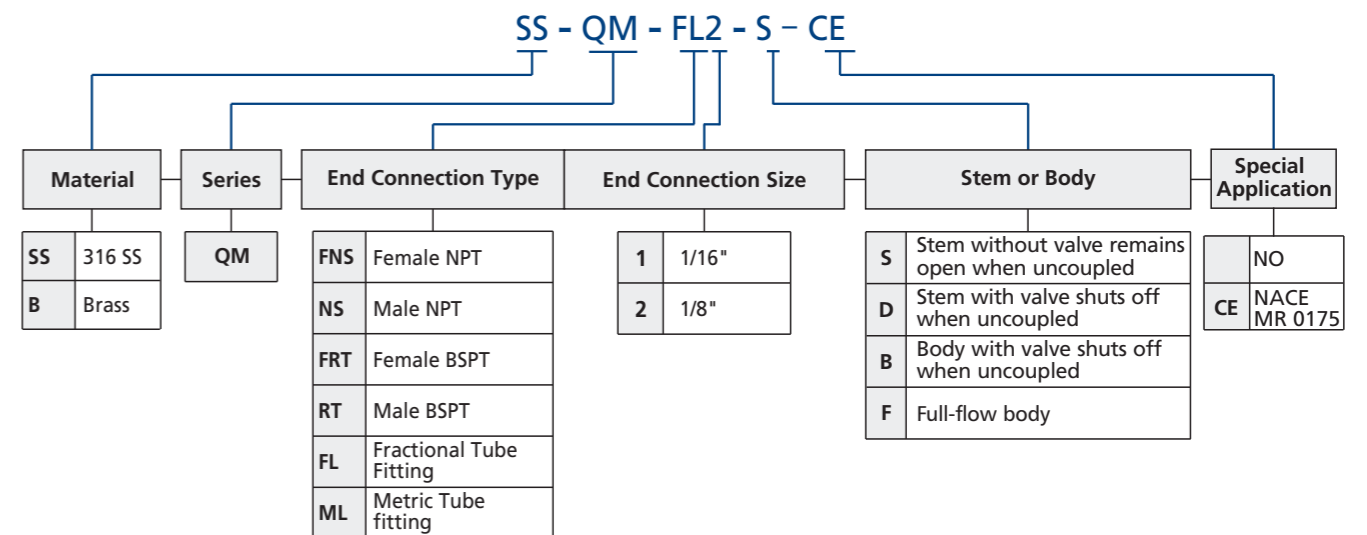 SS - QM - FL2 - S – CE
Material
Series
End Connection Type
End Connection Size
Stem or Body
Special
Application
SS 316 SS
B Brass
QM
FNS Female NPT
NS Male NPT
FRT Female BSPT
RT Male BSPT
FL Fractional Tube
Fitting
ML Metric Tube
fitting
1 1/16"
2 1/8"
S Stem without valve remains
open when uncoupled
D Stem with valve shuts off
when uncoupled
B Body with valve shuts off
when uncoupled
F Full-flow body
NO
CE NACE
MR 0175